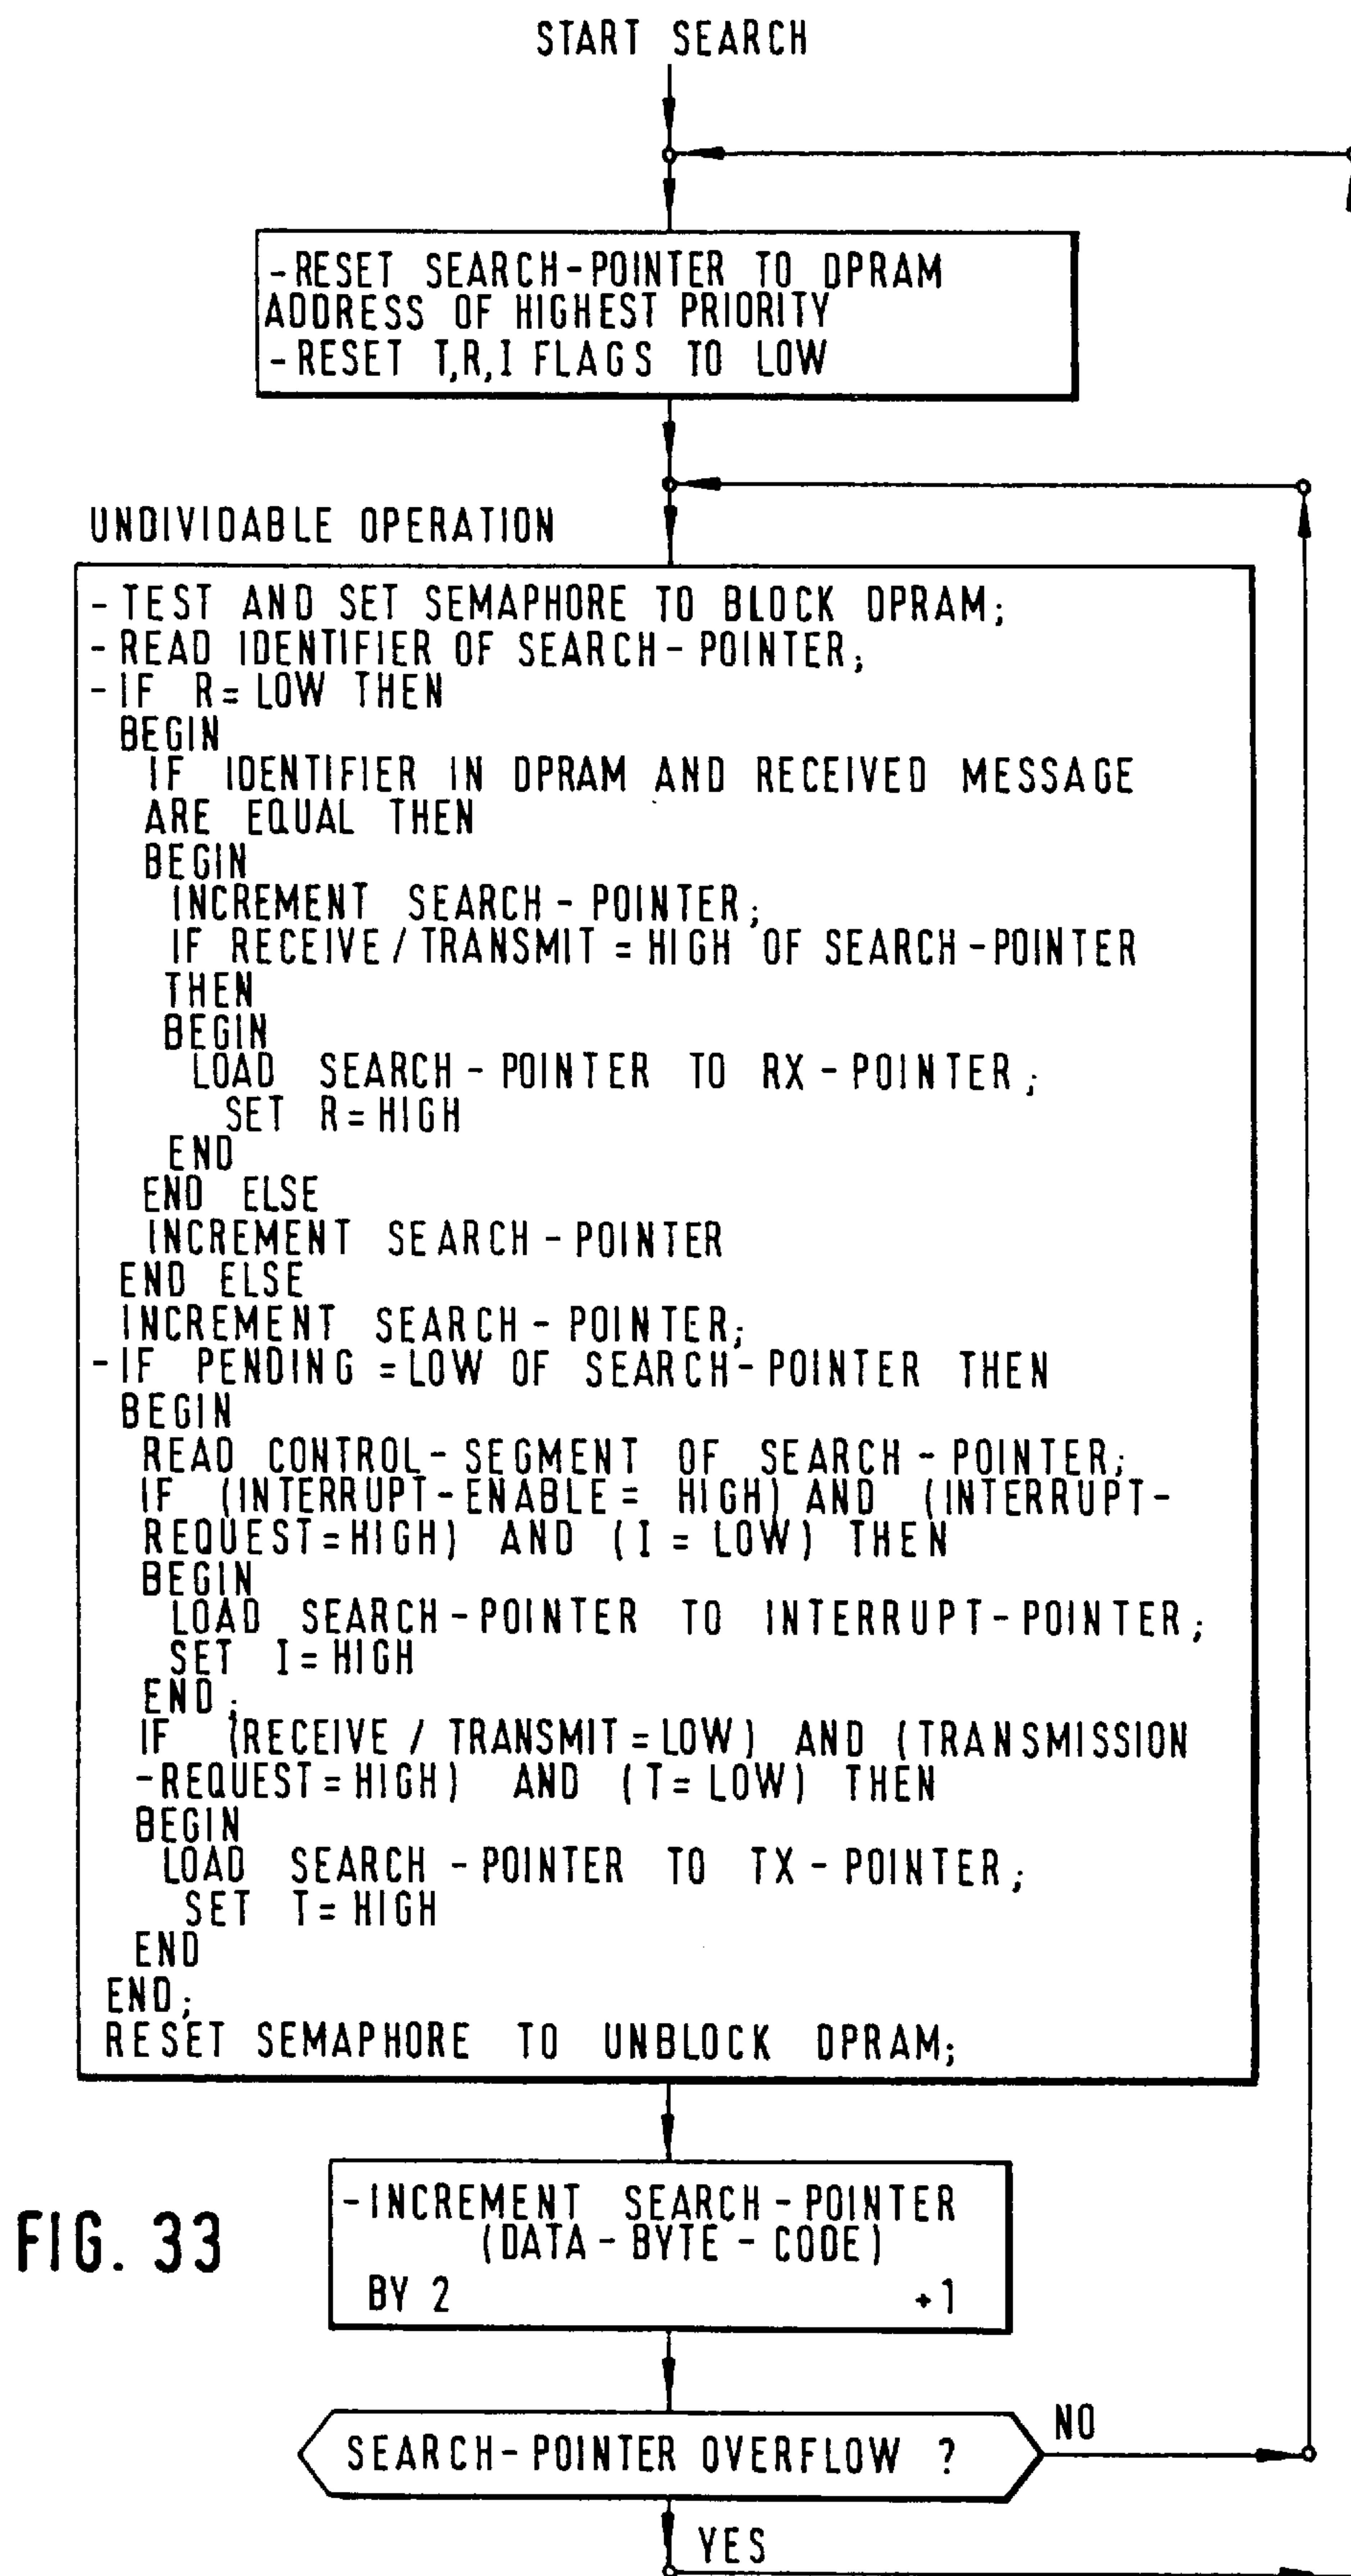 START SEARCH
-RESET SEARCH-POINTER TO DPRAM
ADDRESS OF HIGHEST PRIORITY
-RESET T,R,I FLAGS TO LOW
UNDIVIDABLE OPERATION
-TEST AND SET SEMAPHORE TO BLOCK DPRAM;
-READ IDENTIFIER OF SEARCH-POINTER;
-IF R=LOW THEN
BEGIN
IF IDENTIFIER IN DPRAM AND RECEIVED MESSAGE
ARE EQUAL THEN
BEGIN
INCREMENT SEARCH-POINTER;
IF RECEIVE/TRANSMIT=HIGH OF SEARCH-POINTER
THEN
BEGIN
LOAD SEARCH-POINTER TO RX-POINTER;
SET R=HIGH
END
END ELSE
INCREMENT SEARCH-POINTER
END ELSE
INCREMENT SEARCH-POINTER;
-IF PENDING=LOW OF SEARCH-POINTER THEN
BEGIN
READ CONTROL-SEGMENT OF SEARCH-POINTER;
IF (INTERRUPT-ENABLE= HIGH) AND (INTERRUPT-
REQUEST=HIGH) AND (I=LOW) THEN
BEGIN
LOAD SEARCH-POINTER TO INTERRUPT-POINTER;
SET I=HIGH
END;
IF (RECEIVE / TRANSMIT=LOW) AND (TRANSMISSION
-REQUEST=HIGH) AND (T=LOW) THEN
BEGIN
LOAD SEARCH-POINTER TO TX-POINTER;
SET T=HIGH
END
END;
RESET SEMAPHORE TO UNBLOCK DPRAM;
-INCREMENT SEARCH-POINTER
(DATA-BYTE-CODE)
BY 2 +1
FIG. 33
SEARCH-POINTER OVERFLOW ?
NO
YES